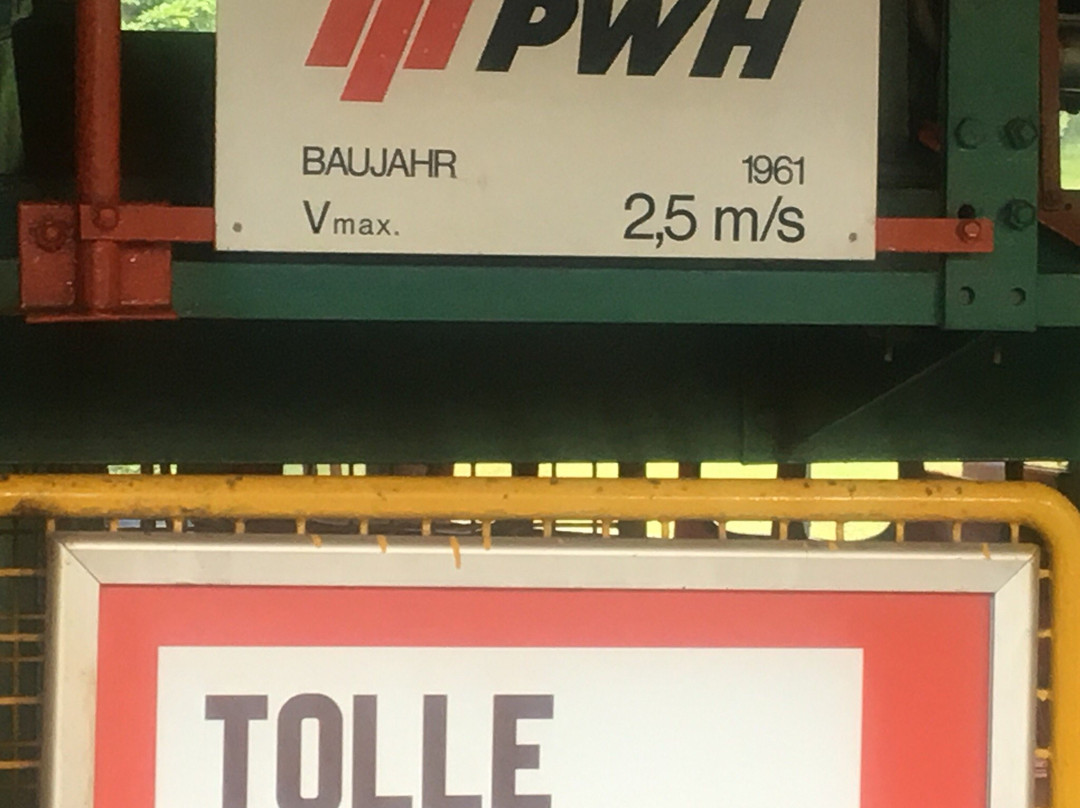 PWH
BAUJAHR 1961
Vmax. 2,5 m/s
TOLLE